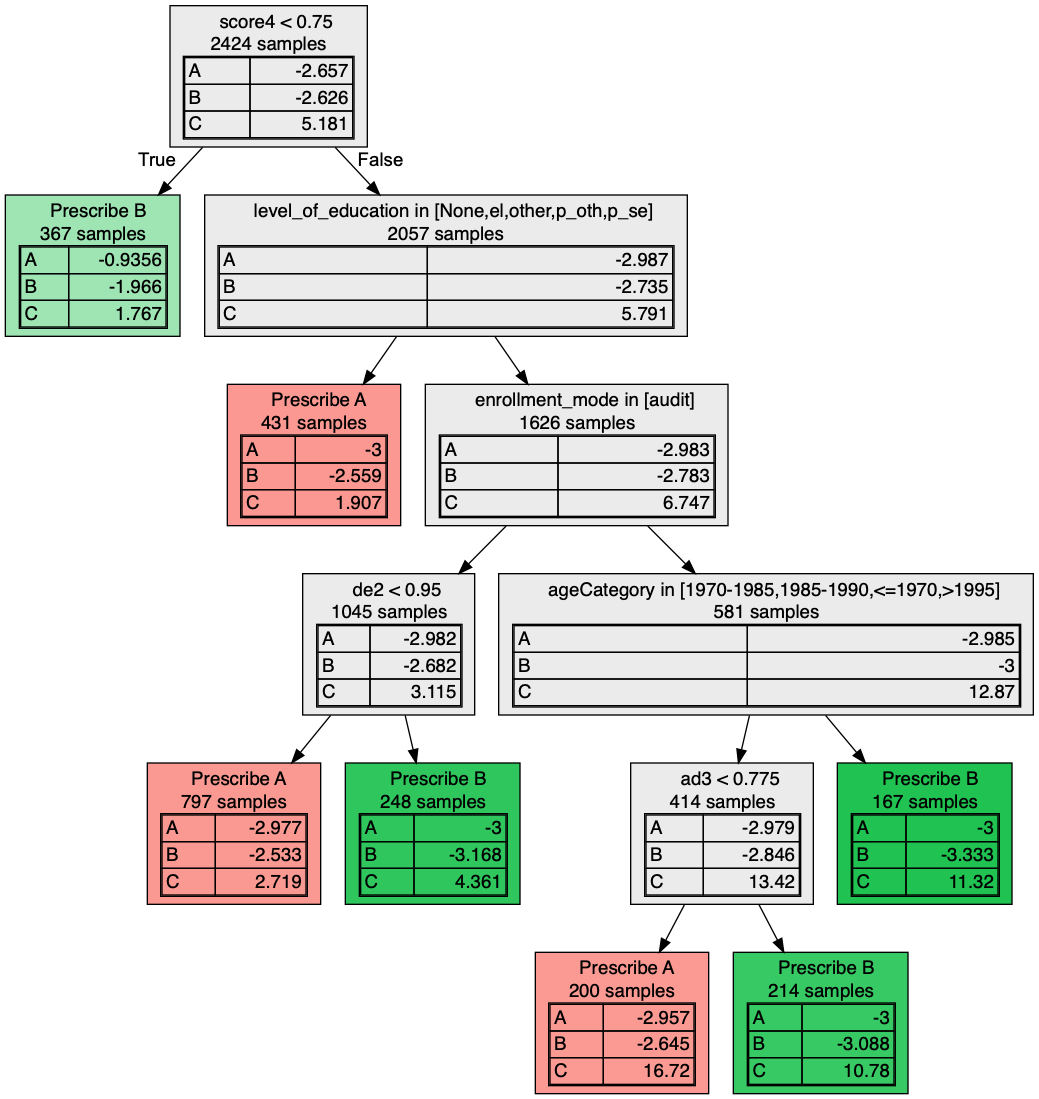 score4 < 0.75
2424 samples
A -2.657
B -2.626
C 5.181
True
False
Prescribe B
367 samples
A -0.9356
B -1.966
C 1.767
level_of_education in [None,el,other,p_oth,p_se]
2057 samples
A -2.987
B -2.735
C 5.791
Prescribe A
431 samples
A -3
B -2.559
C 1.907
enrollment_mode in [audit]
1626 samples
A -2.983
B -2.783
C 6.747
de2 < 0.95
1045 samples
A -2.982
B -2.682
C 3.115
ageCategory in [1970-1985,1985-1990,<=1970,>1995]
581 samples
A -2.985
B -3
C 12.87
Prescribe A
797 samples
A -2.977
B -2.533
C 2.719
Prescribe B
248 samples
A -3
B -3.168
C 4.361
ad3 < 0.775
414 samples
A -2.979
B -2.846
C 13.42
Prescribe B
167 samples
A -3
B -3.333
C 11.32
Prescribe A
200 samples
A -2.957
B -2.645
C 16.72
Prescribe B
214 samples
A -3
B -3.088
C 10.78